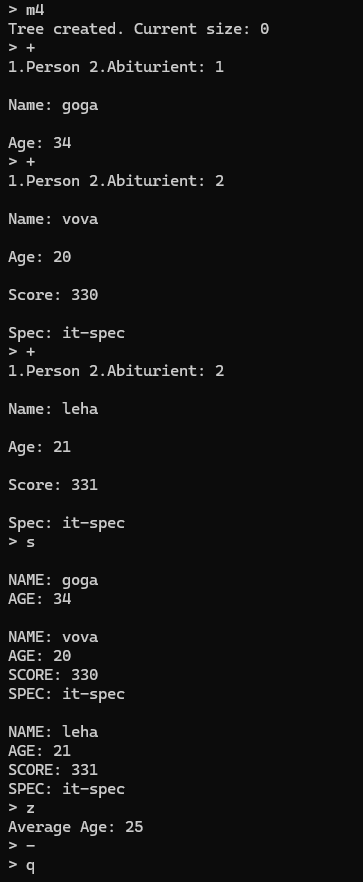 > m4
Tree created. Current size: 0
> +
1.Person 2.Abiturient: 1
Name: goga
Age: 34
> +
1.Person 2.Abiturient: 2
Name: vova
Age: 20
Score: 330
Spec: it-spec
> +
1.Person 2.Abiturient: 2
Name: leha
Age: 21
Score: 331
Spec: it-spec
> s
NAME: goga
AGE: 34
NAME: vova
AGE: 20
SCORE: 330
SPEC: it-spec
NAME: leha
AGE: 21
SCORE: 331
SPEC: it-spec
> z
Average Age: 25
> -
> q